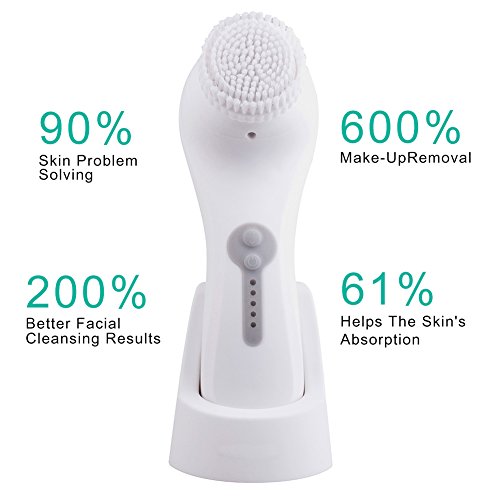 90%
Skin Problem
Solving
600%
Make-UpRemoval
200%
Better Facial
Cleansing Results
61%
Helps The Skin's
Absorption